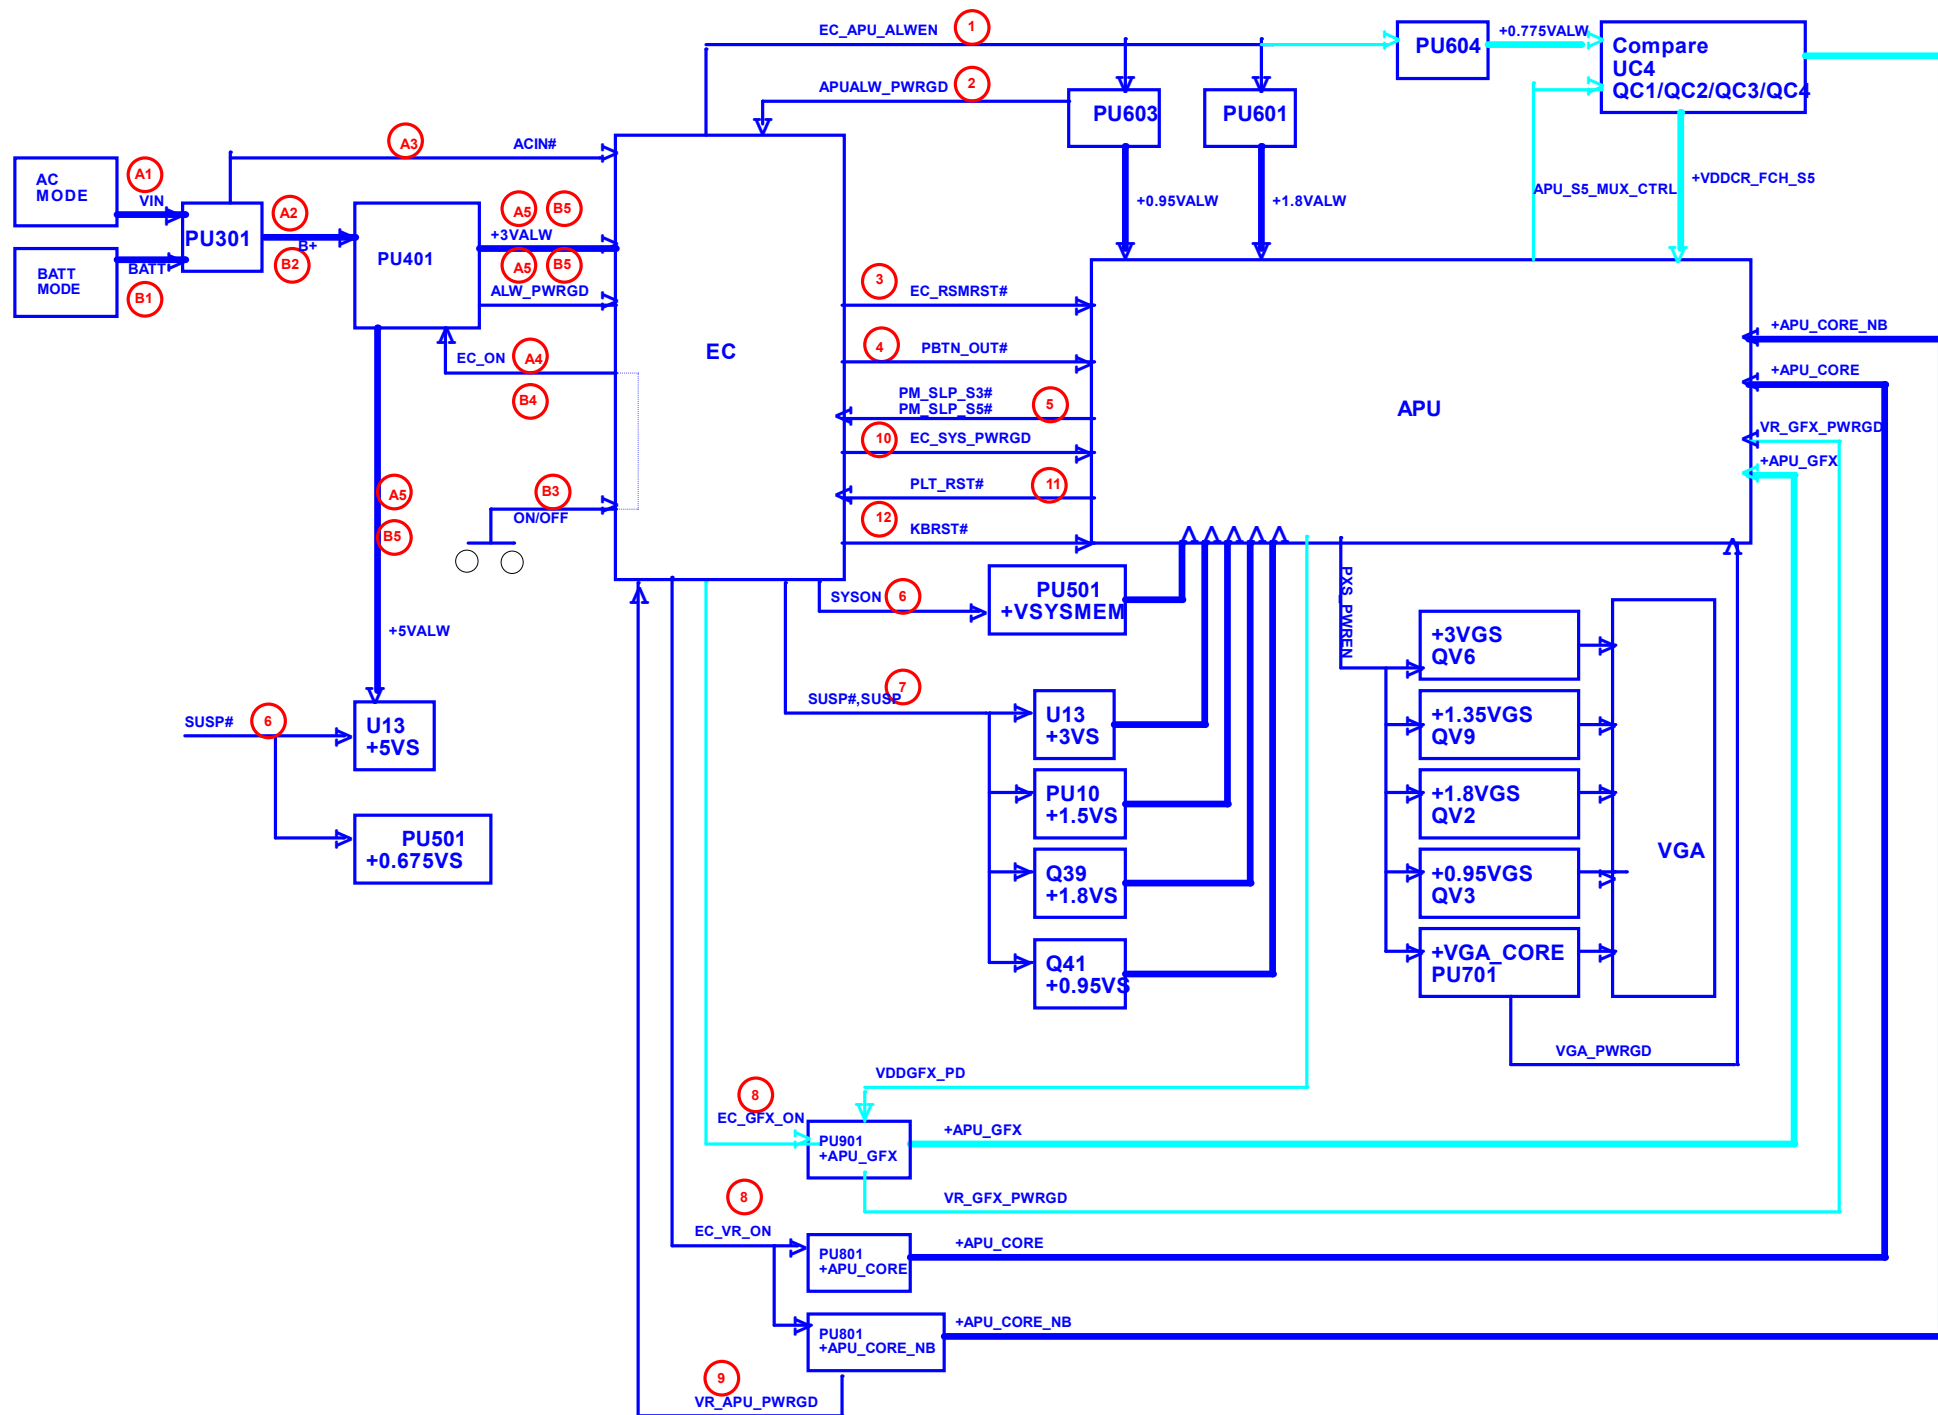 EC_APU_ALWEN
1
APUALW_PWRGD
2
PU603
PU601
PU604
+0.775VALW
Compare
UC4
QC1/QC2/QC3/QC4
AC
MODE
A1
VIN
A3
ACIN#
PU301
A2
B+
B2
BATT
MODE
BATT
B1
PU401
A5
B5
+3VALW
A5
B5
ALW_PWRGD
EC_ON
A4
B4
B3
ON/OFF
A5
B5
+5VALW
EC
+0.95VALW
+1.8VALW
APU_S5_MUX_CTRL
+VDDCR_FCH_S5
3
EC_RSMRST#
4
PBTN_OUT#
PM_SLP_S3#
PM_SLP_S5#
5
10
EC_SYS_PWRGD
PLT_RST#
11
12
KBRST#
APU
+APU_CORE_NB
+APU_CORE
VR_GFX_PWRGD
+APU_GFX
SYSON
6
PU501
+VSYSMEM
SUSP#,SUSP
7
U13
+3VS
PU10
+1.5VS
Q39
+1.8VS
Q41
+0.95VS
SUSP#
6
U13
+5VS
PU501
+0.675VS
PXS_PWREN
+3VGS
QV6
+1.35VGS
QV9
+1.8VGS
QV2
+0.95VGS
QV3
+VGA_CORE
PU701
VGA
VGA_PWRGD
VDDGFX_PD
8
EC_GFX_ON
PU901
+APU_GFX
+APU_GFX
VR_GFX_PWRGD
8
EC_VR_ON
PU801
+APU_CORE
+APU_CORE
PU801
+APU_CORE_NB
+APU_CORE_NB
9
VR_APU_PWRGD